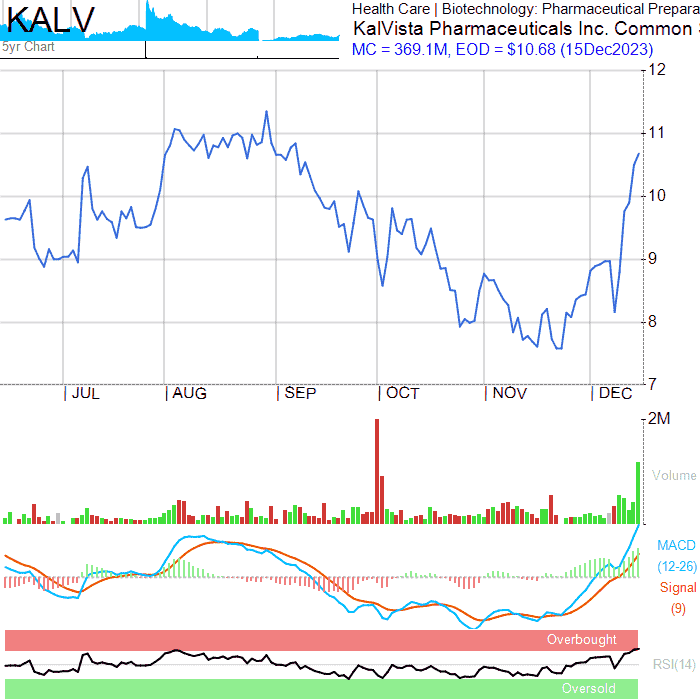 KALV
5yr Chart
Health Care | Biotechnology: Pharmaceutical Prepara
KalVista Pharmaceuticals Inc. Common
MC = 369.1M, EOD = $10.68 (15Dec2023)
12
11
10
9
8
7
JUL
AUG
SEP
OCT
NOV
DEC
2M
Volume
MACD
(12-26)
Signal
(9)
Overbought
RSI(14)
Oversold